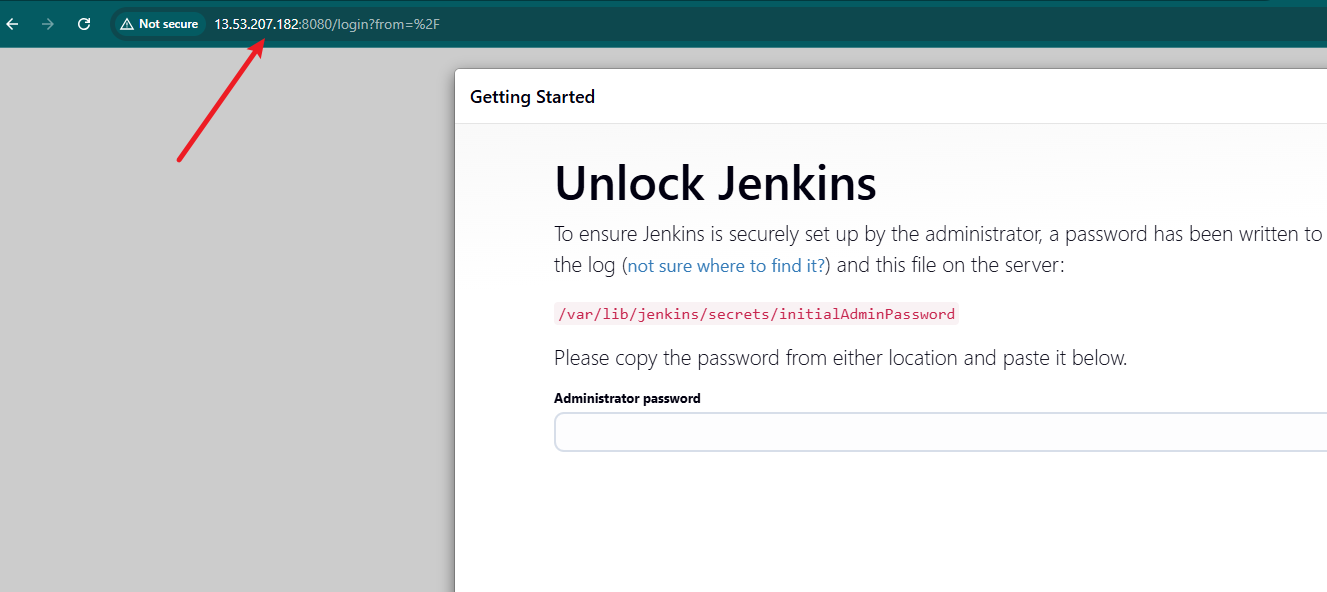 Not secure 13.53.207.182:8080/login?from=%2F
Getting Started
Unlock Jenkins
To ensure Jenkins is securely set up by the administrator, a password has been written to
the log (not sure where to find it?) and this file on the server:
/var/lib/jenkins/secrets/initialAdminPassword
Please copy the password from either location and paste it below.
Administrator password